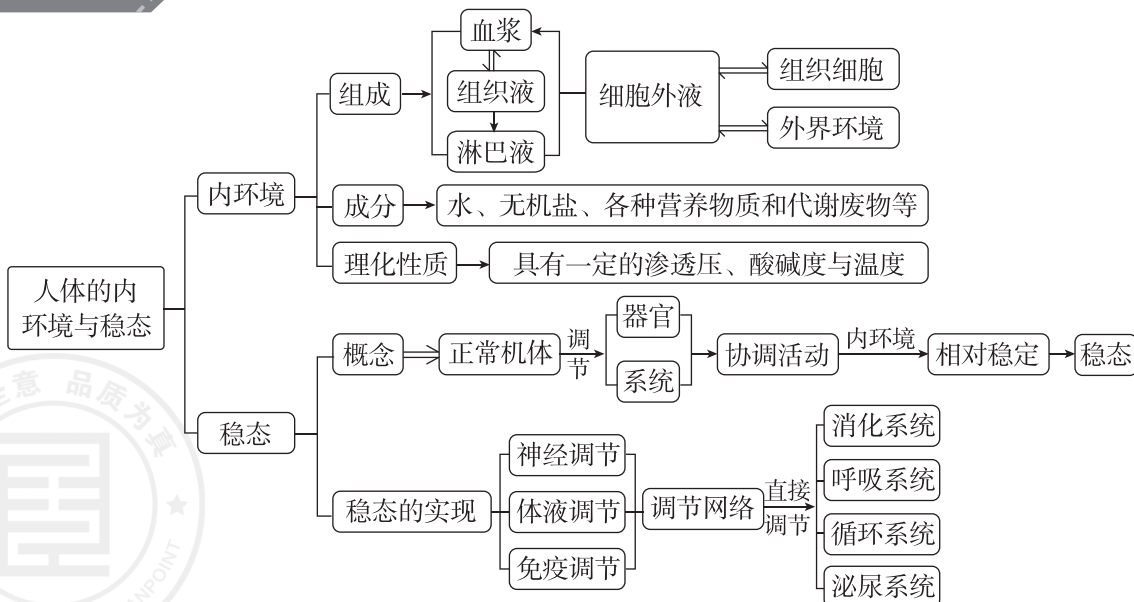 血浆
组织液
淋巴液
组成
细胞外液
组织细胞
外界环境
内环境
成分
水、无机盐、各种营养物质和代谢废物等
理化性质
具有一定的渗透压、酸碱度与温度
人体的内
环境与稳态
概念
正常机体
调
节
器官
系统
协调活动
内环境
相对稳定
稳态
稳态
稳态的实现
神经调节
体液调节
免疫调节
调节网络
直接
调节
消化系统
呼吸系统
循环系统
泌尿系统
意 品质为真